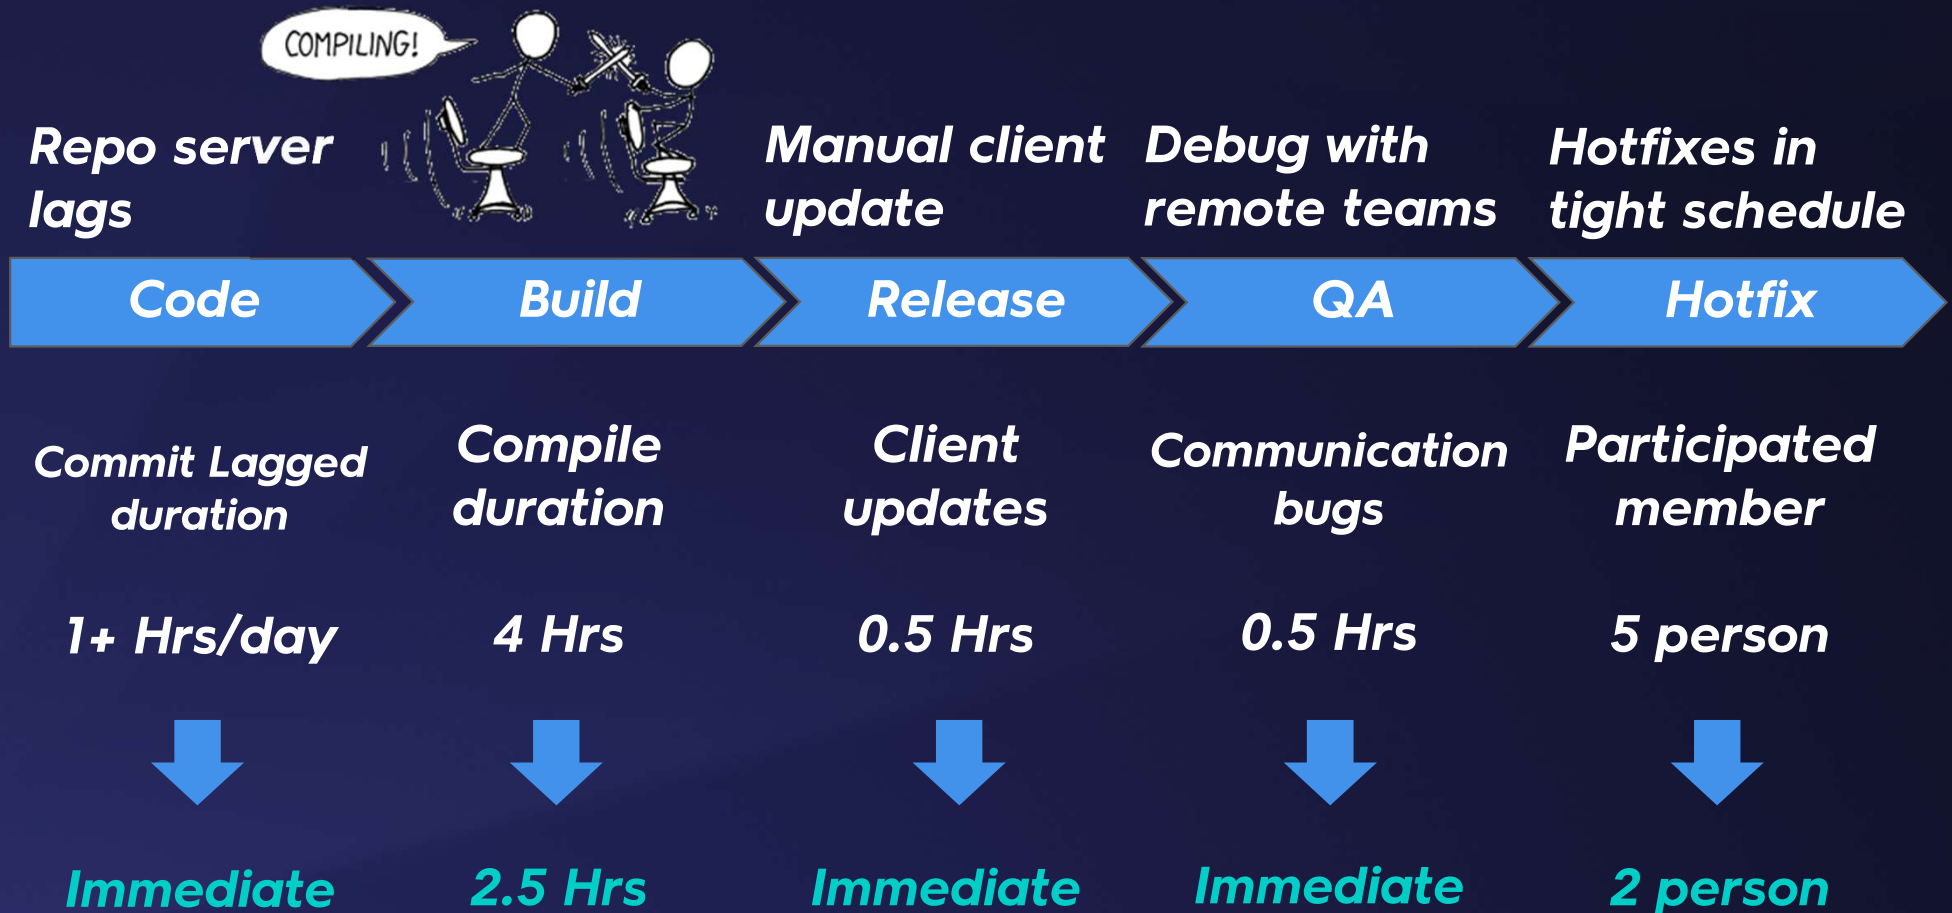 COMPILING!
Repo server
lags
Manual client
update
Debug with
remote teams
Hotfixes in
tight schedule
Code
Build
Release
QA
Hotfix
Commit Lagged
duration
Compile
duration
Client
updates
Communication
bugs
Participated
member
1+ Hrs/day
4 Hrs
0.5 Hrs
0.5 Hrs
5 person
Immediate
2.5 Hrs
Immediate
Immediate
2 person